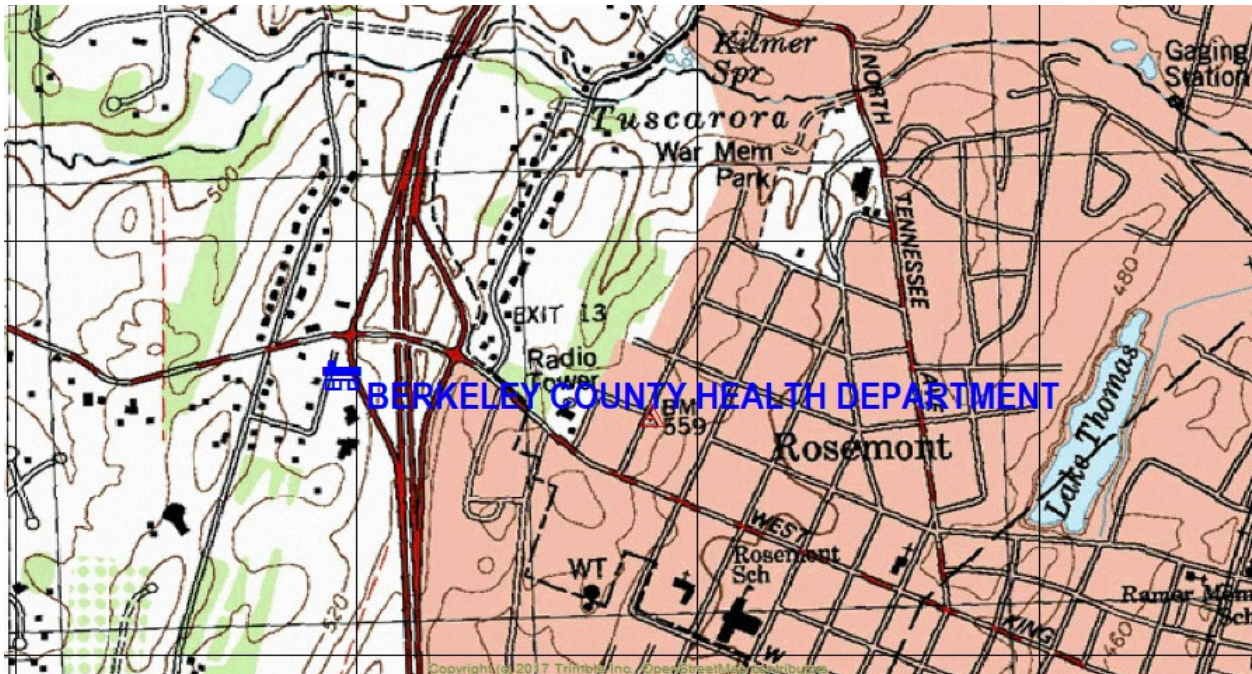 Kilmer
Spr
Gaging
Station
NORTH
Tuscarora
War Mem
Park
500
TENNESSEE
480
EXIT 13
Radio
Tower
AVE
BERKELEY COUNTY HEALTH DEPARTMENT
BM
559
Rosemont
Lake Thomas
WEST
Rosemont
Sch
WT
520
Ramer Mem
Sch
KING
460
W
Copyright (c) 2017 Trimble Inc, OpenStreetMap contributors